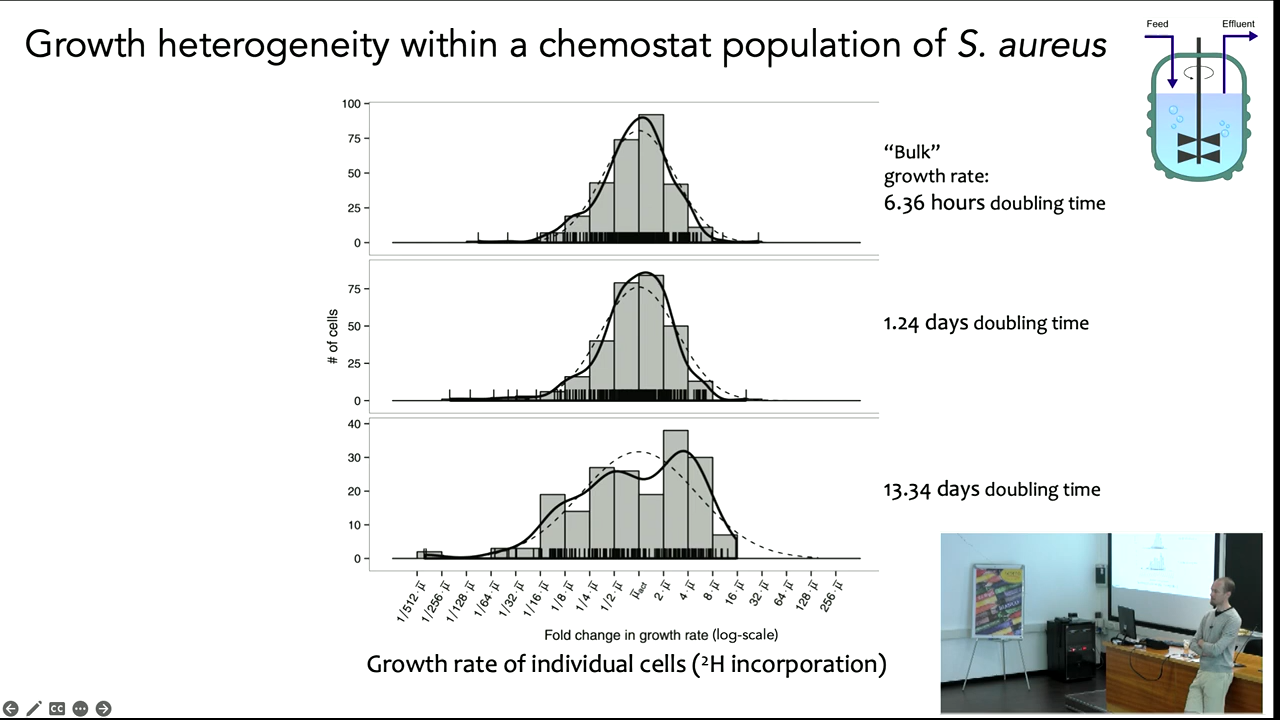 Growth heterogeneity within a chemostat population of S. aureus
Feed
Effluent
100
75
50
25
0
"Bulk"
growth rate:
6.36 hours doubling time
75
50
25
0
# of cells
1.24 days doubling time
40
30
20
10
0
13.34 days doubling time
1/512·μ̅
1/256·μ̅
1/128·μ̅
1/64·μ̅
1/32·μ̅
1/16·μ̅
1/8·μ̅
1/4·μ̅
1/2·μ̅
2·μ̅
4·μ̅
8·μ̅
16·μ̅
32·μ̅
64·μ̅
128·μ̅
256·μ̅
Fold change in growth rate (log-scale)
Growth rate of individual cells (²H incorporation)
CC